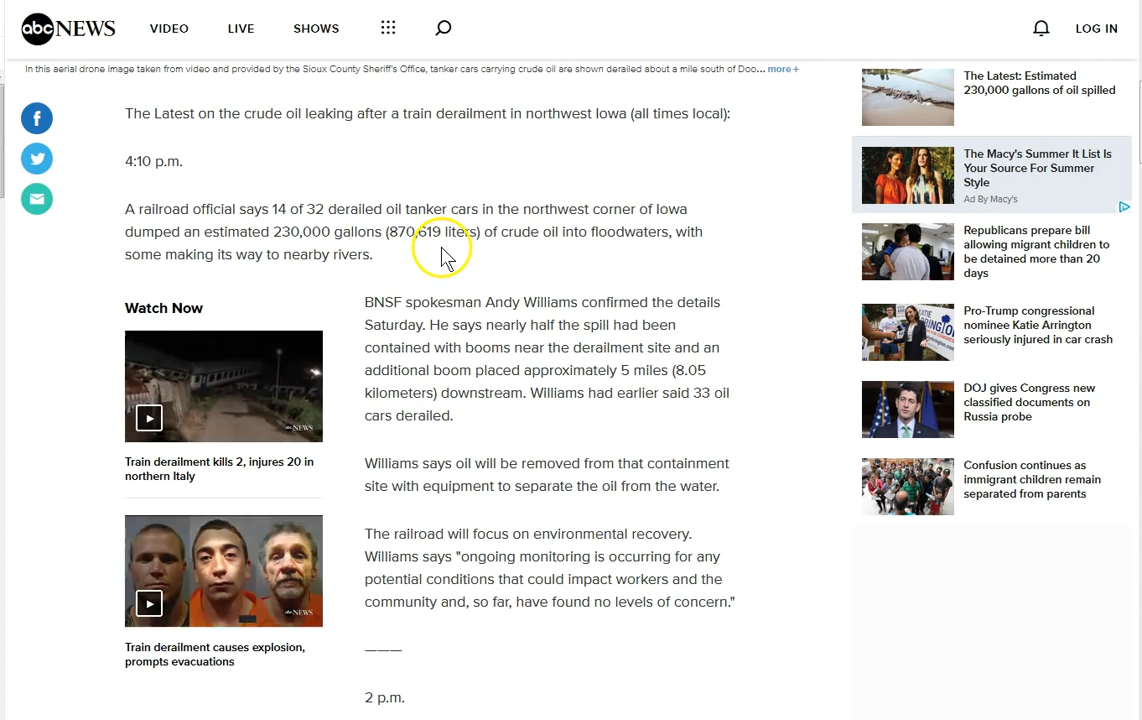 abc NEWS VIDEO LIVE SHOWS LOG IN
In this aerial drone image taken from video and provided by the Sioux County Sheriff's Office, tanker cars carrying crude oil are shown derailed about a mile south of Doo... more +
The Latest on the crude oil leaking after a train derailment in northwest Iowa (all times local):
4:10 p.m.
A railroad official says 14 of 32 derailed oil tanker cars in the northwest corner of Iowa
dumped an estimated 230,000 gallons (870,619 liters) of crude oil into floodwaters, with
some making its way to nearby rivers.
Watch Now
Train derailment kills 2, injures 20 in
northern Italy
Train derailment causes explosion,
prompts evacuations
BNSF spokesman Andy Williams confirmed the details
Saturday. He says nearly half the spill had been
contained with booms near the derailment site and an
additional boom placed approximately 5 miles (8.05
kilometers) downstream. Williams had earlier said 33 oil
cars derailed.
Williams says oil will be removed from that containment
site with equipment to separate the oil from the water.
The railroad will focus on environmental recovery.
Williams says "ongoing monitoring is occurring for any
potential conditions that could impact workers and the
community and, so far, have found no levels of concern."
———
2 p.m.
The Latest: Estimated
230,000 gallons of oil spilled
The Macy's Summer It List Is
Your Source For Summer
Style
Ad By Macy's
Republicans prepare bill
allowing migrant children to
be detained more than 20
days
Pro-Trump congressional
nominee Katie Arrington
seriously injured in car crash
DOJ gives Congress new
classified documents on
Russia probe
Confusion continues as
immigrant children remain
separated from parents